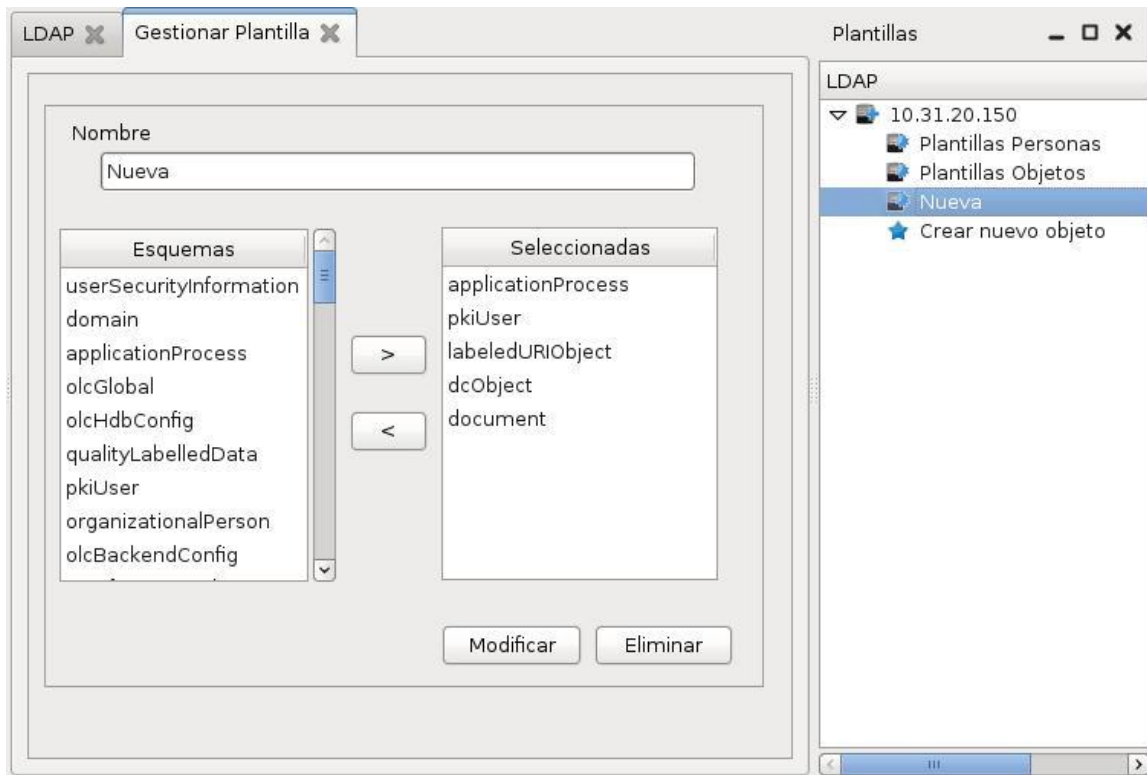 LDAP
Gestionar Plantilla
Nombre
Nueva
Esquemas
userSecurityInformation
domain
applicationProcess
olcGlobal
olcHdbConfig
qualityLabelledData
pkiUser
organizationalPerson
olcBackendConfig
>
<
Seleccionadas
applicationProcess
pkiUser
labeledURIObject
dcObject
document
Modificar
Eliminar
Plantillas
LDAP
10.31.20.150
Plantillas Personas
Plantillas Objetos
Nueva
Crear nuevo objeto